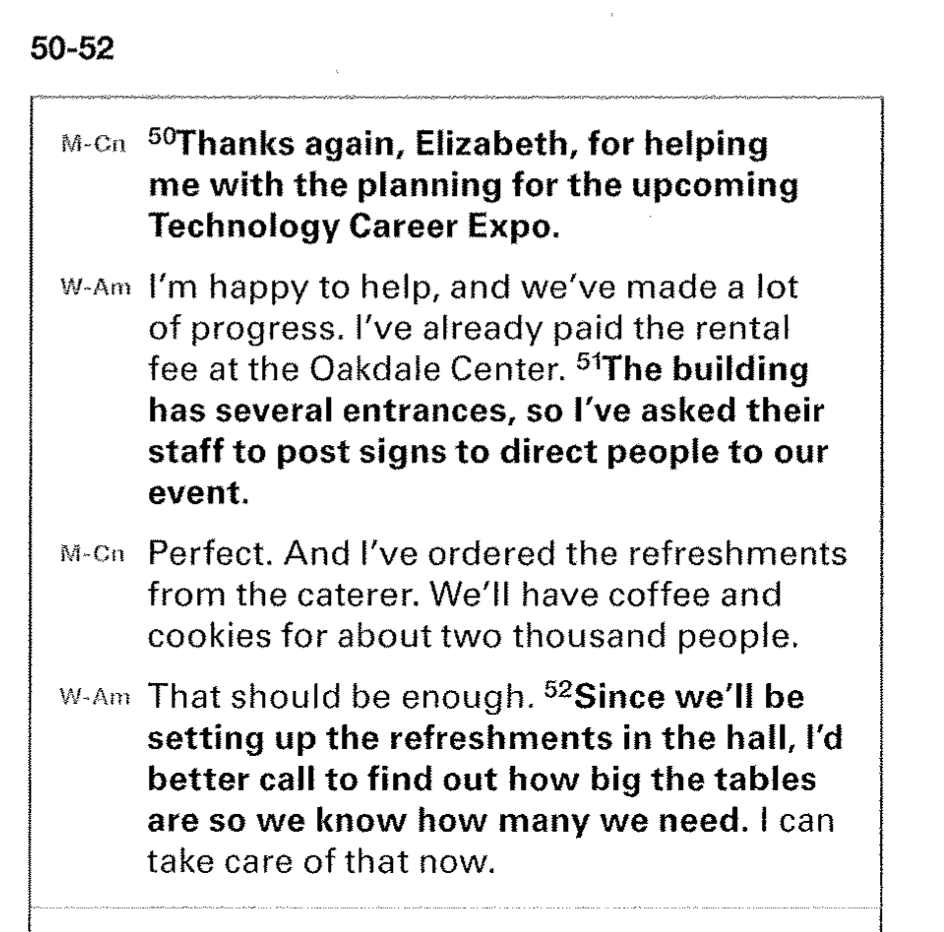 50-52
M-Cn ⁵⁰Thanks again, Elizabeth, for helping
me with the planning for the upcoming
Technology Career Expo.
W-Am I'm happy to help, and we've made a lot
of progress. I've already paid the rental
fee at the Oakdale Center. ⁵¹The building
has several entrances, so I've asked their
staff to post signs to direct people to our
event.
M-Cn Perfect. And I've ordered the refreshments
from the caterer. We'll have coffee and
cookies for about two thousand people.
W-Am That should be enough. ⁵²Since we'll be
setting up the refreshments in the hall, I'd
better call to find out how big the tables
are so we know how many we need. I can
take care of that now.